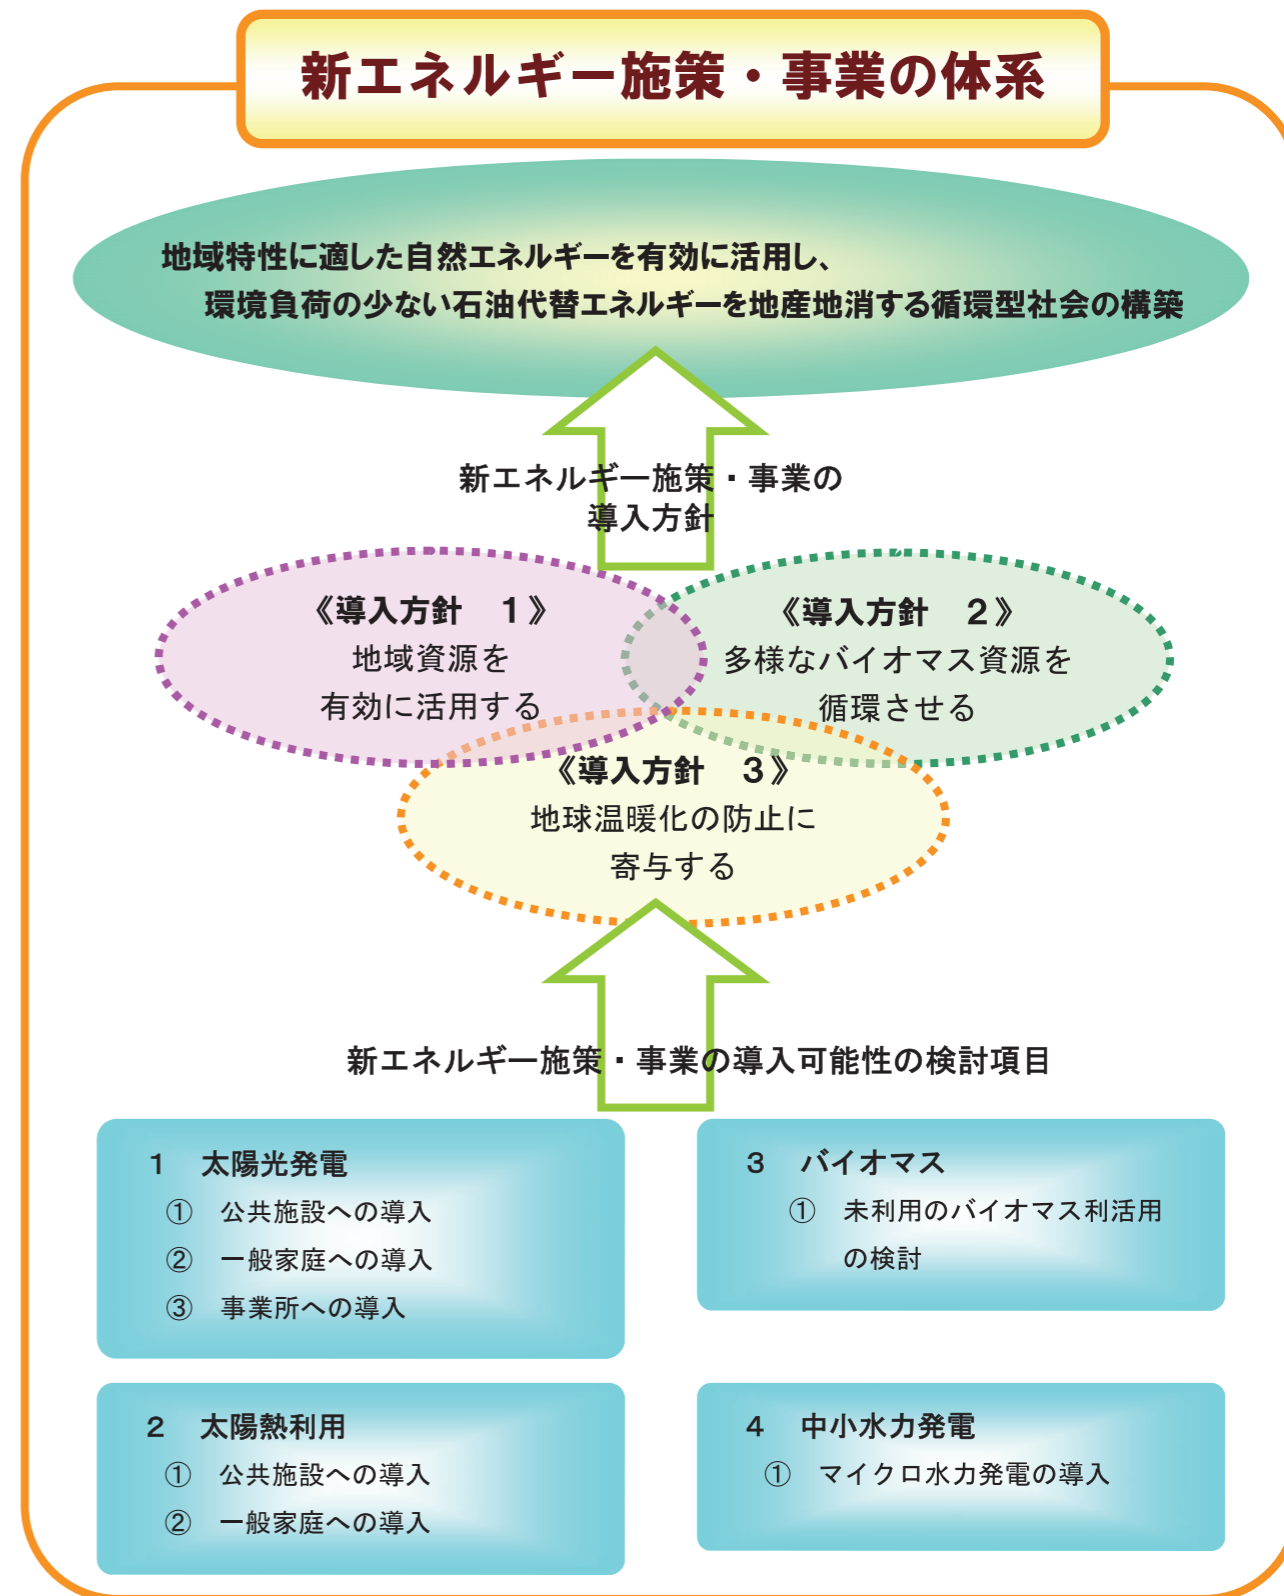 新エネルギー施策・事業の体系
地域特性に適した自然エネルギーを有効に活用し、
環境負荷の少ない石油代替エネルギーを地産地消する循環型社会の構築
新エネルギー施策・事業の
導入方針
《導入方針　1》
地域資源を
有効に活用する
《導入方針　2》
多様なバイオマス資源を
循環させる
《導入方針　3》
地球温暖化の防止に
寄与する
新エネルギー施策・事業の導入可能性の検討項目
1　太陽光発電
①　公共施設への導入
②　一般家庭への導入
③　事業所への導入
2　太陽熱利用
①　公共施設への導入
②　一般家庭への導入
3　バイオマス
①　未利用のバイオマス利活用
の検討
4　中小水力発電
①　マイクロ水力発電の導入